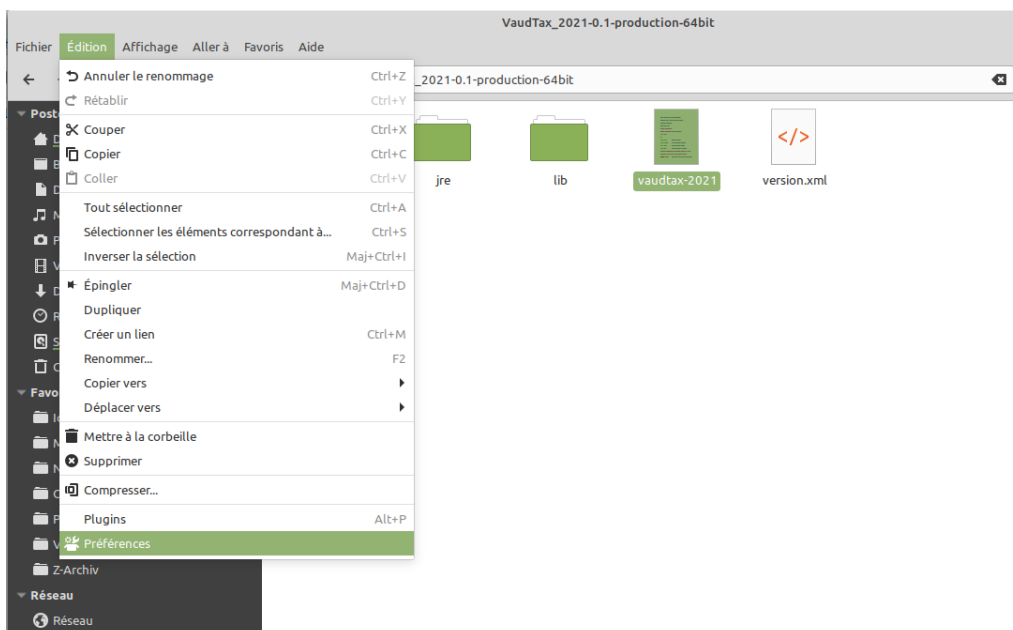 VaudTax_2021-0.1-production-64bit
Fichier Édition Affichage Aller à Favoris Aide
Annuler le renommage Ctrl+Z
_2021-0.1-production-64bit
Rétablir Ctrl+Y
Couper Ctrl+X
Copier Ctrl+C
Coller Ctrl+V
jre lib vaudtax-2021 version.xml
Tout sélectionner Ctrl+A
Sélectionner les éléments correspondant à... Ctrl+S
Inverser la sélection Maj+Ctrl+I
Épingler Maj+Ctrl+D
Dupliquer
Créer un lien Ctrl+M
Renommer... F2
Copier vers
Déplacer vers
Mettre à la corbeille
Supprimer
Compresser...
Plugins Alt+P
Préférences
Z-Archiv
Réseau
Réseau